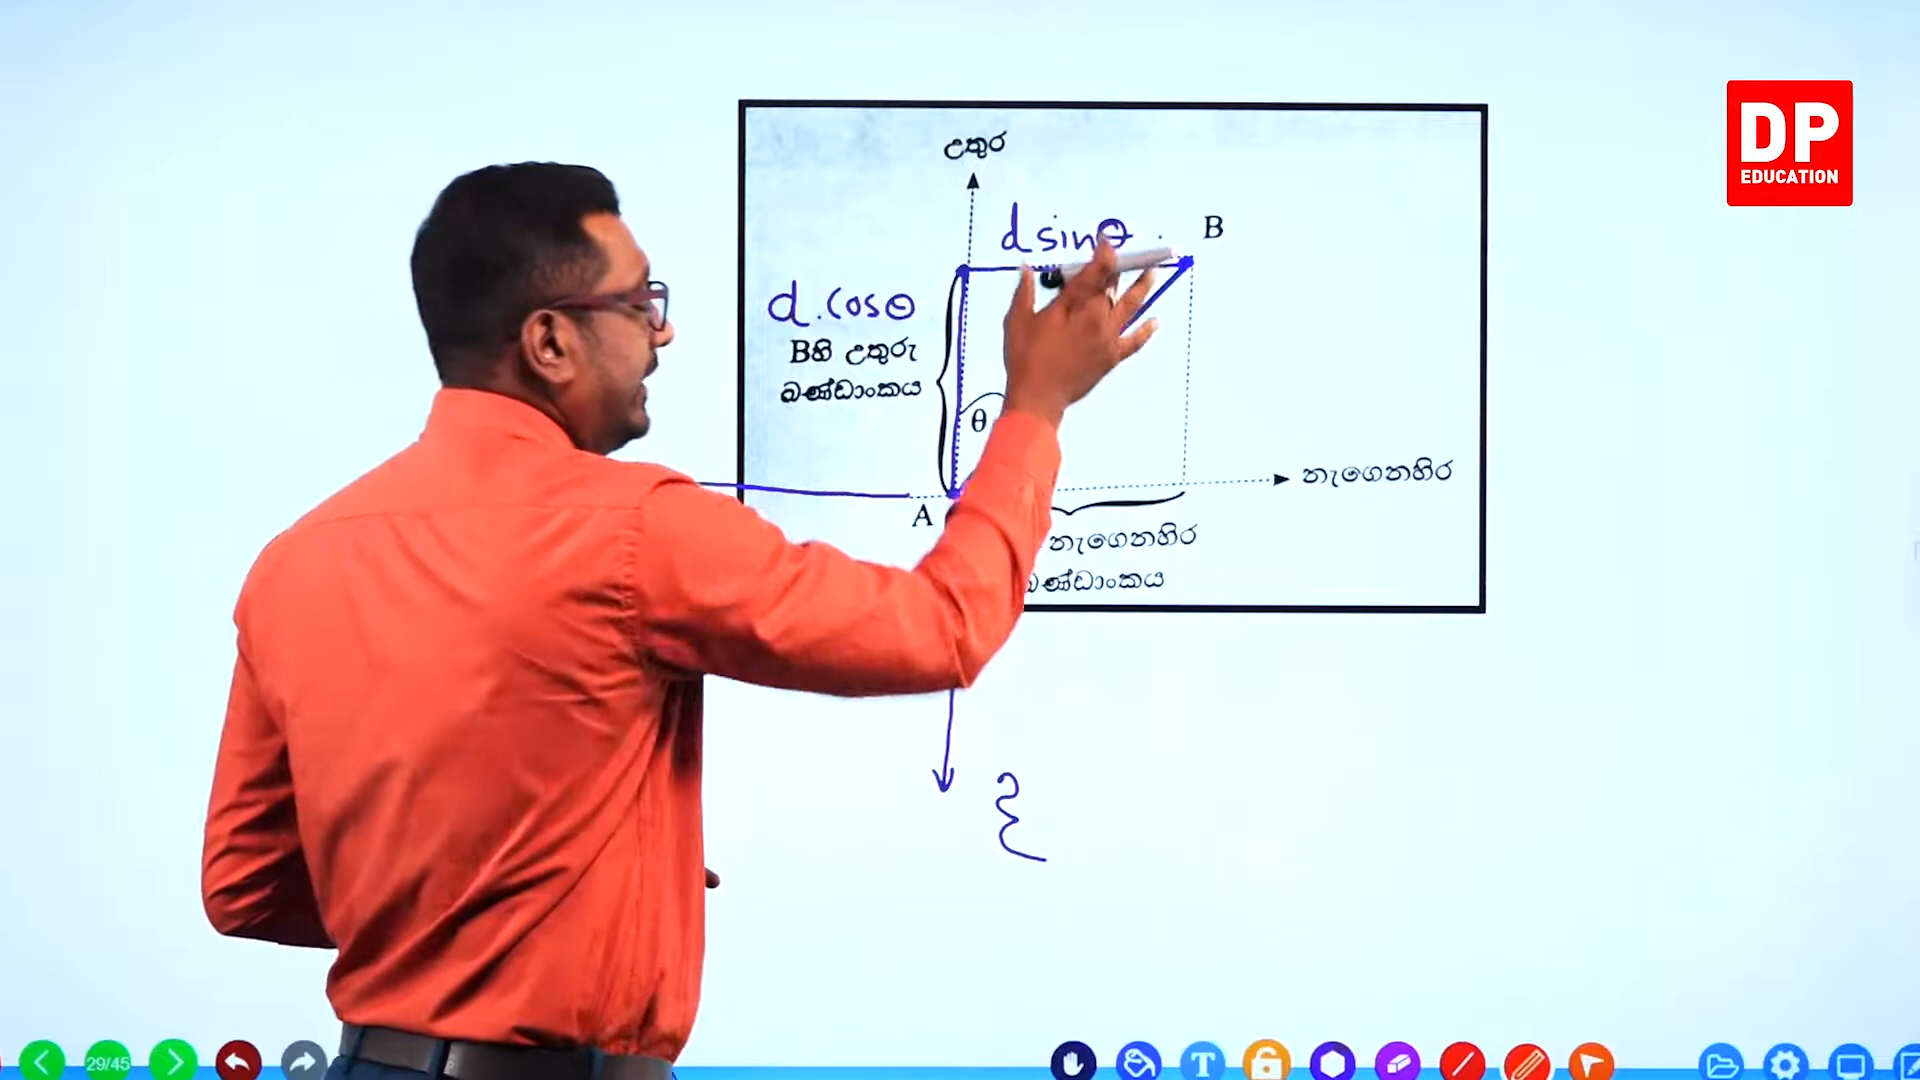 DP
EDUCATION
උතුර
d sinθ
B
d.cosθ
Bහි උතුරු
ඛණ්ඩාංකය
θ
නැගෙනහිර
A
නැගෙනහිර
ඛණ්ඩාංකය
29/45
T